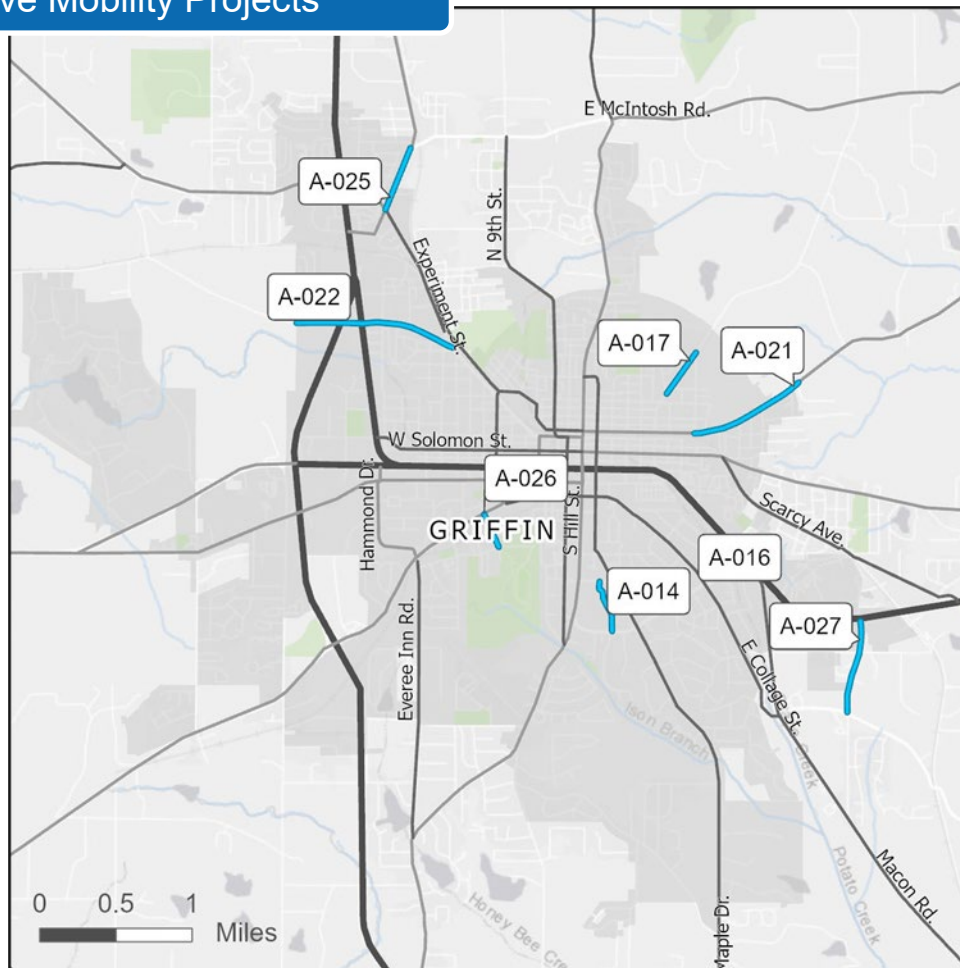 ve Mobility Projects
E McIntosh Rd.
A-025
N 9th St.
Experiment St.
A-022
A-017
A-021
W Solomon St.
Hammond Dr.
A-026
S Hill St.
Scarcy Ave.
GRIFFIN
A-016
A-014
A-027
Everee Inn Rd.
E Collage St.
Ison Branch
Creek
Potato Creek
Macon Rd.
Honey Bee Cre
Maple Dr.
0 0.5 1
Miles